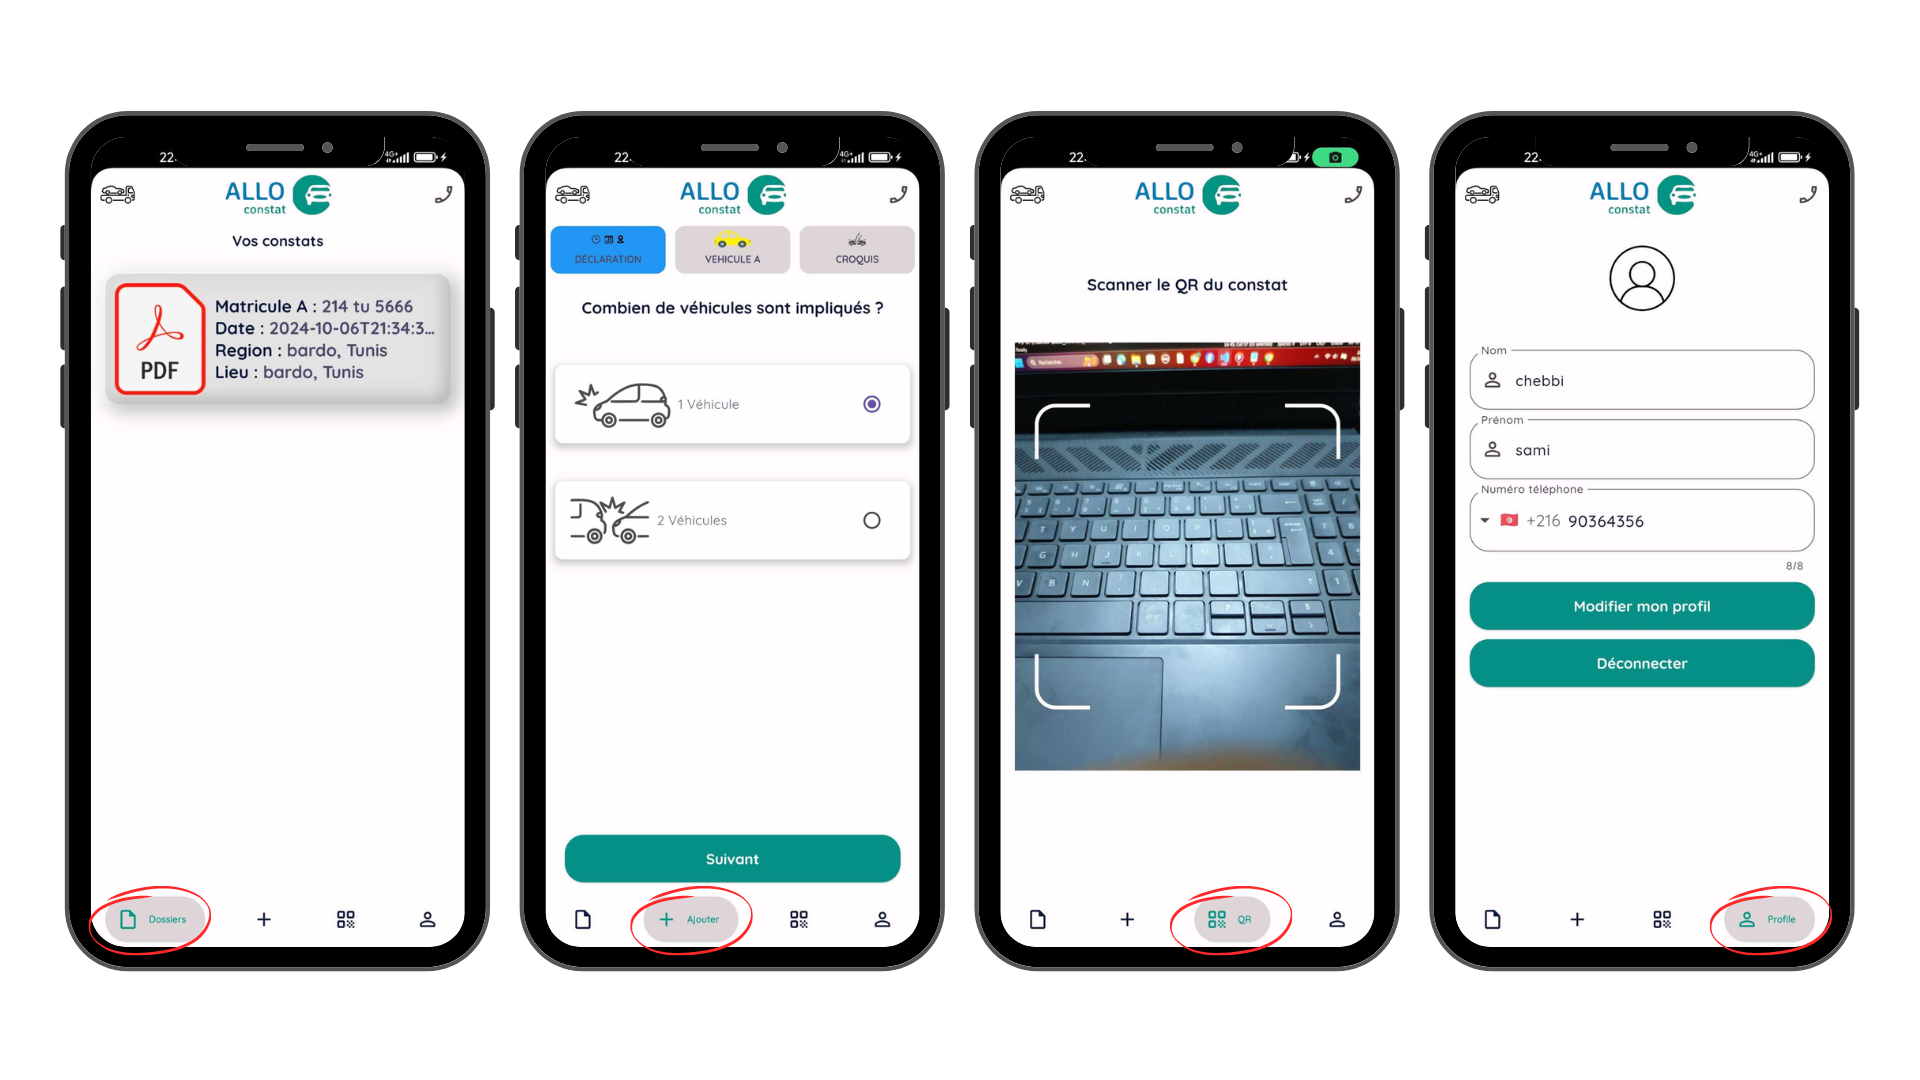 22
4G+
ALLO
constat
Vos constats
PDF
Matricule A : 214 tu 5666
Date : 2024-10-06T21:34:3...
Region : bardo, Tunis
Lieu : bardo, Tunis
Dossiers
22
4G+
ALLO
constat
DÉCLARATION
VEHICULE A
CROQUIS
Combien de véhicules sont impliqués ?
1 Véhicule
2 Véhicules
Suivant
Ajouter
22
ALLO
constat
Scanner le QR du constat
T Y U I O P
G H J K L M
V B N
QR
22
4G+
ALLO
constat
Nom
chebbi
Prénom
sami
Numéro téléphone
+216 90364356
8/8
Modifier mon profil
Déconnecter
Profile